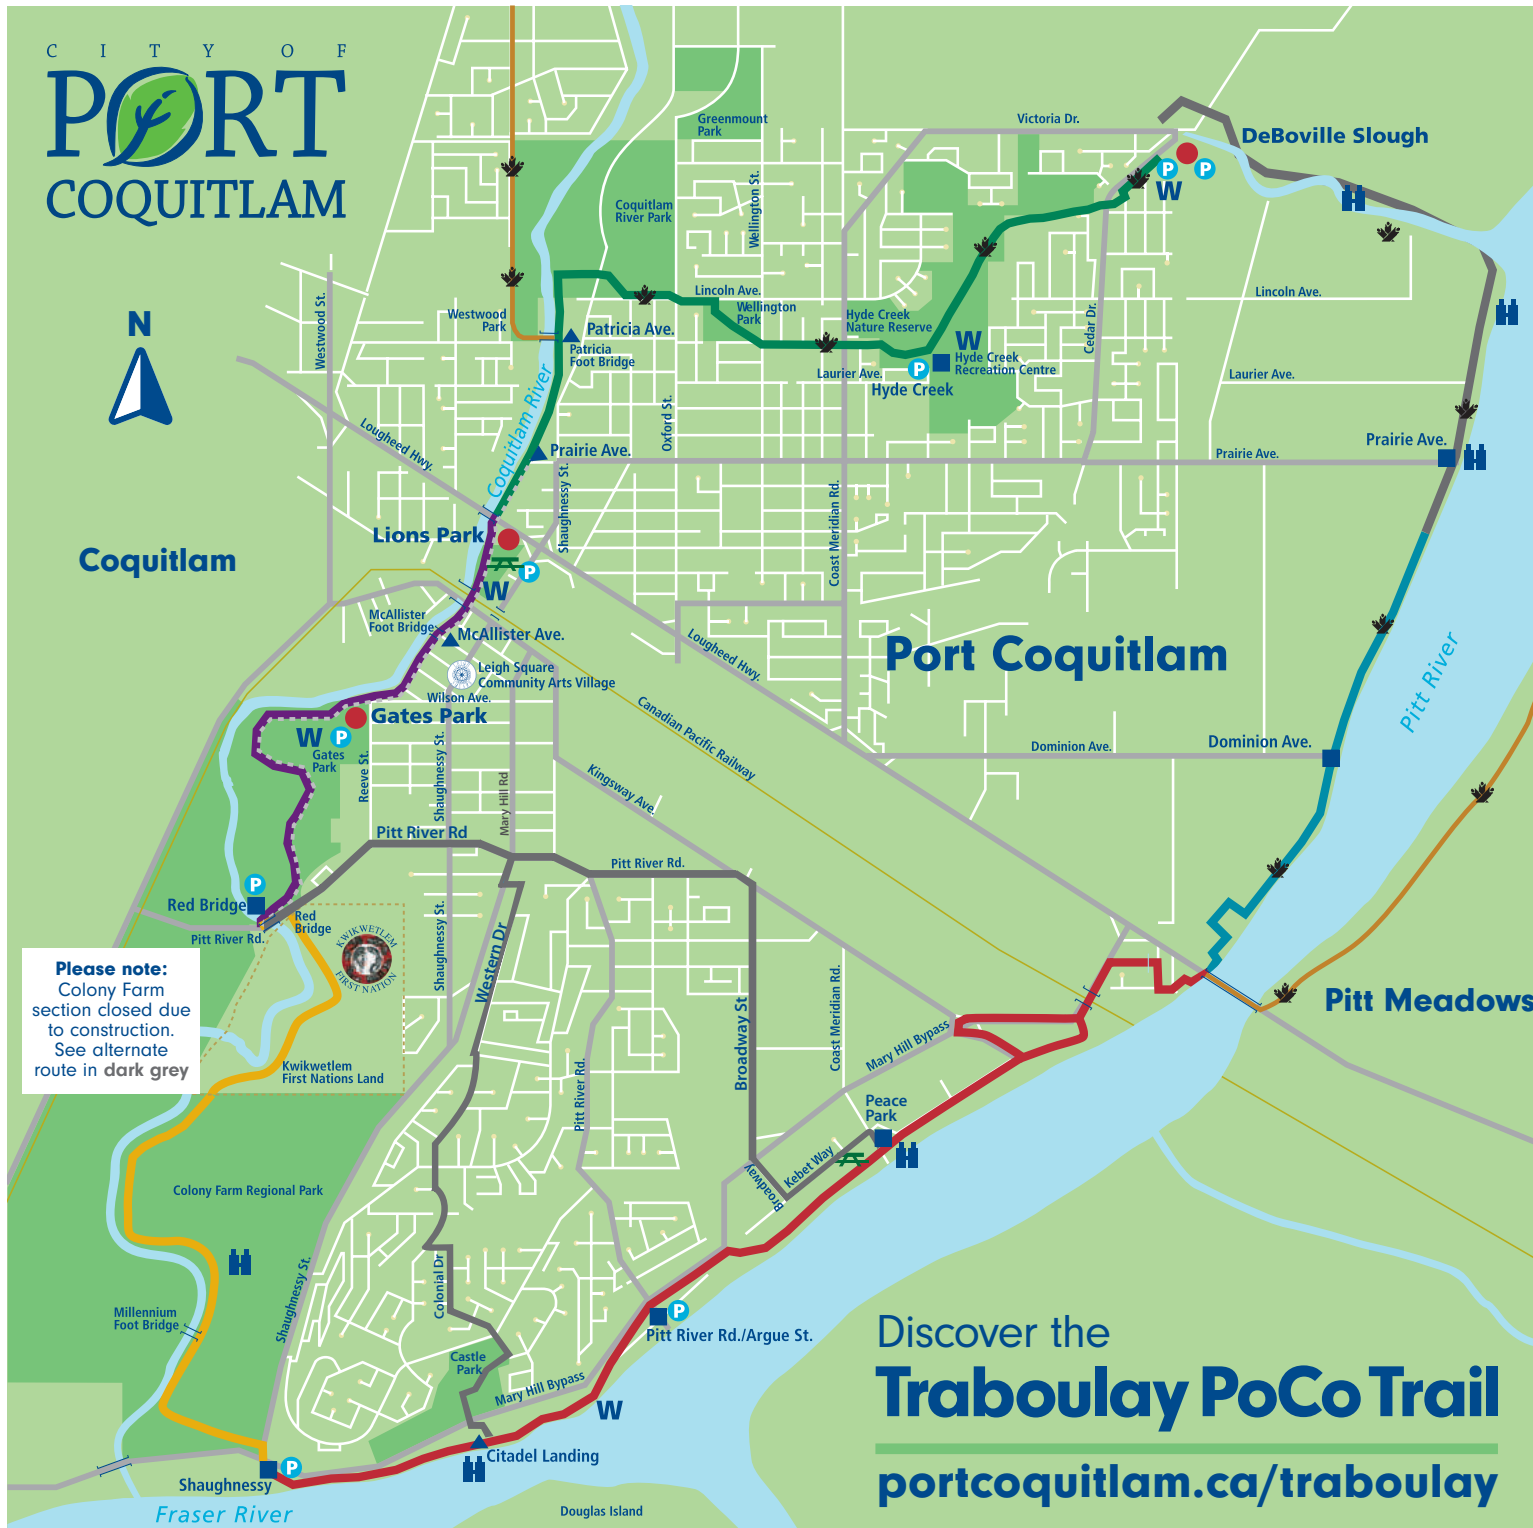 CITY OF
PORT
COQUITLAM
N
Coquitlam
Port Coquitlam
Pitt Meadows
Greenmount
Park
Coquitlam
River Park
Wellington St.
Victoria Dr.
DeBoville Slough
P
P
W
Westwood St.
Westwood
Park
Lincoln Ave.
Wellington
Park
Hyde Creek
Nature Reserve
Lincoln Ave.
Patricia Ave.
Patricia
Foot Bridge
W
Hyde Creek
Recreation Centre
P
Laurier Ave.
Hyde Creek
Cedar Dr.
Laurier Ave.
Coquitlam River
Lougheed Hwy.
Oxford St.
Prairie Ave.
Prairie Ave.
Prairie Ave.
Shaughnessy St.
Coast Meridian Rd.
Lions Park
P
W
McAllister
Foot Bridge
McAllister Ave.
Leigh Square
Community Arts Village
Wilson Ave.
Lougheed Hwy.
Canadian Pacific Railway
Pitt River
Gates Park
W
P
Gates
Park
Reeve St.
Shaughnessy St.
Mary Hill Rd
Kingsway Ave.
Dominion Ave.
Dominion Ave.
Pitt River Rd
Pitt River Rd.
P
Red Bridge
Red
Bridge
Pitt River Rd.
KWIKWETLEM
FIRST NATION
Shaughnessy St.
Western Dr
Please note:
Colony Farm
section closed due
to construction.
See alternate
route in dark grey
Kwikwetlem
First Nations Land
Pitt River Rd.
Broadway St
Coast Meridian Rd.
Mary Hill Bypass
Peace
Park
Kebet Way
Broadway
Colony Farm Regional Park
Shaughnessy St.
Colonial Dr
Millennium
Foot Bridge
P
Pitt River Rd./Argue St.
Castle
Park
Mary Hill Bypass
W
Citadel Landing
P
Shaughnessy
Fraser River
Douglas Island
Discover the
Traboulay PoCo Trail
portcoquitlam.ca/traboulay